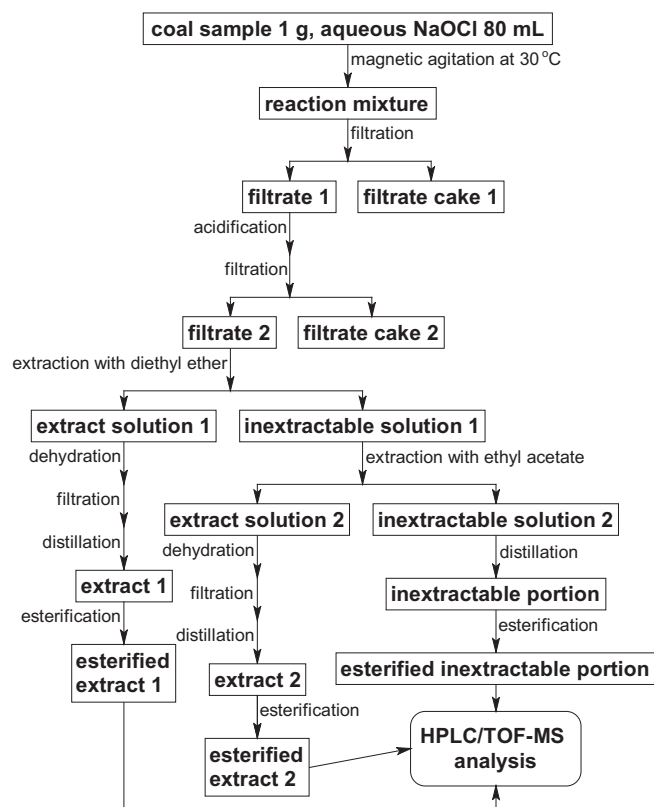 coal sample 1 g, aqueous NaOCl 80 mL
magnetic agitation at 30 °C
reaction mixture
filtration
filtrate 1
filtrate cake 1
acidification
filtration
filtrate 2
filtrate cake 2
extraction with diethyl ether
extract solution 1
inextractable solution 1
dehydration
extraction with ethyl acetate
filtration
extract solution 2
inextractable solution 2
distillation
dehydration
distillation
extract 1
filtration
inextractable portion
esterification
distillation
esterification
esterified
extract 1
extract 2
esterified inextractable portion
esterification
esterified
extract 2
HPLC/TOF-MS
analysis